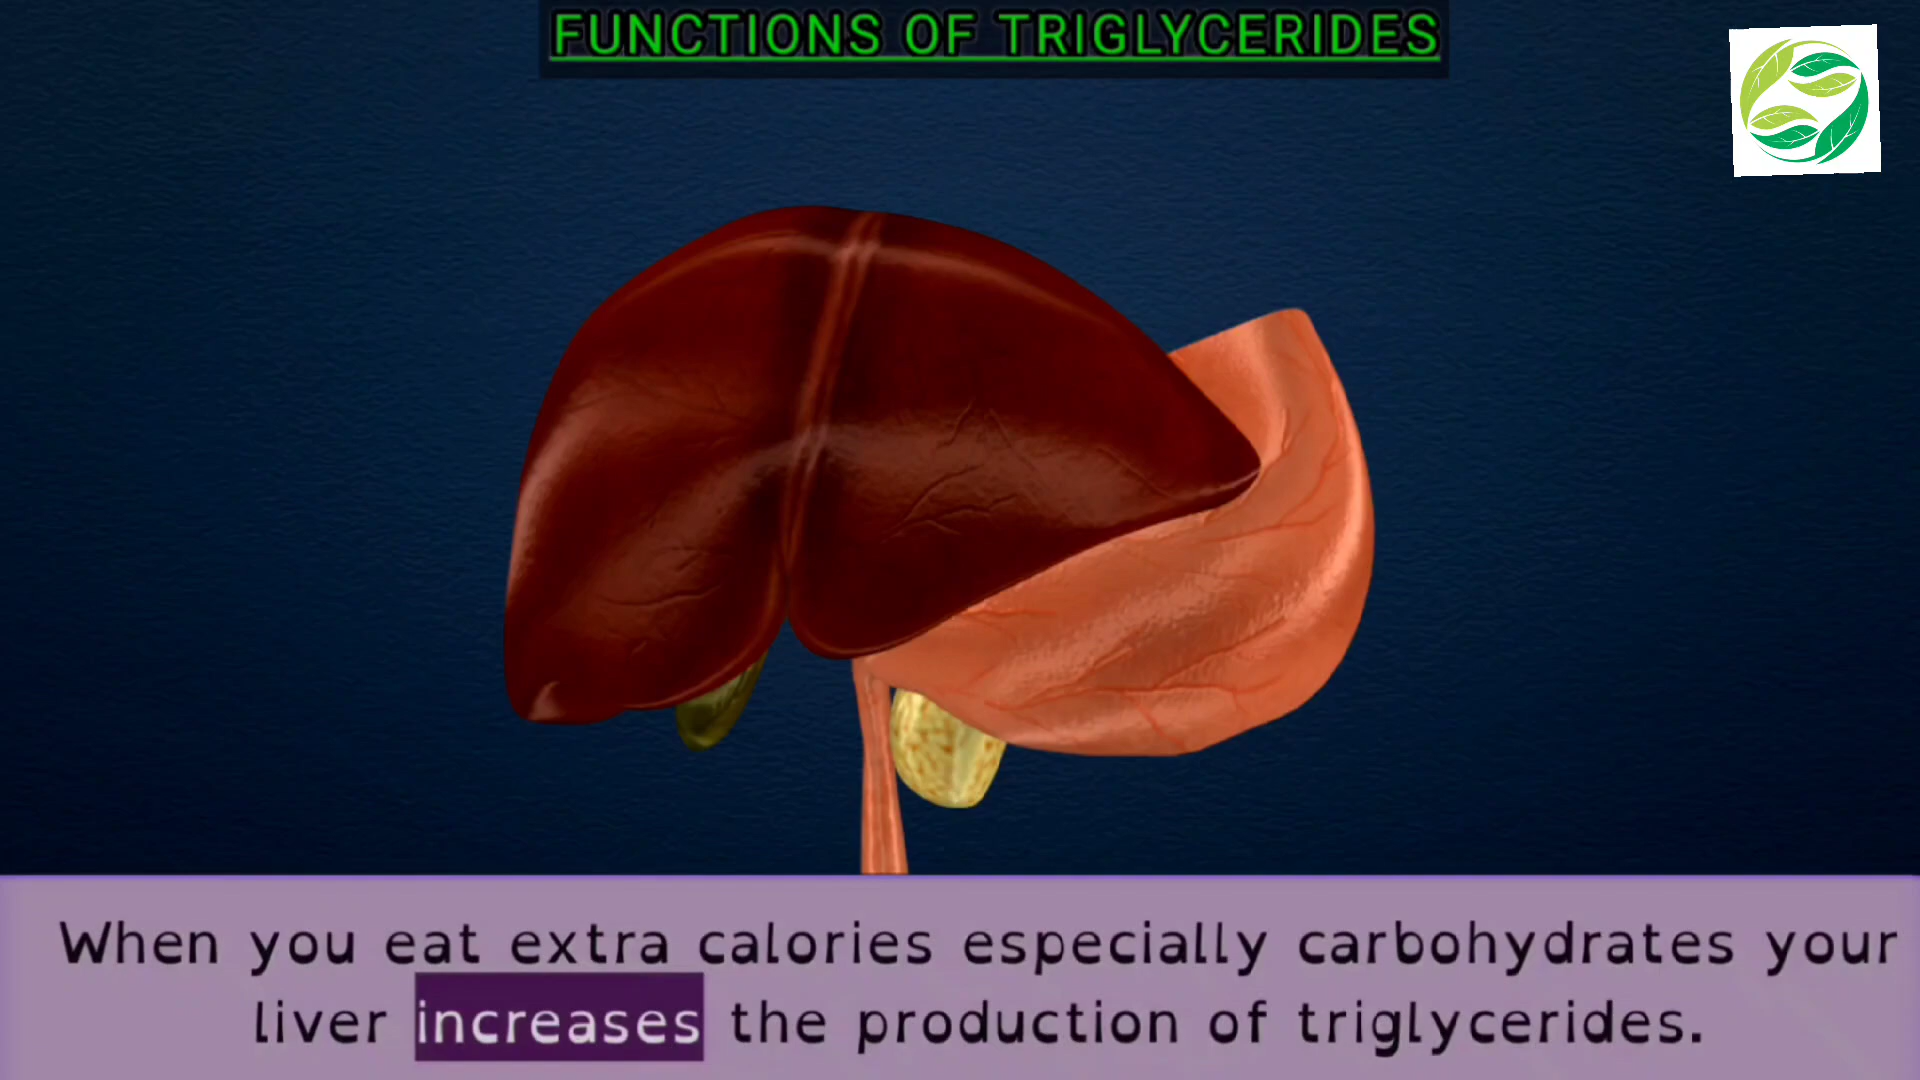 FUNCTIONS OF TRIGLYCERIDES
When you eat extra calories especially carbohydrates your
liver increases the production of triglycerides.